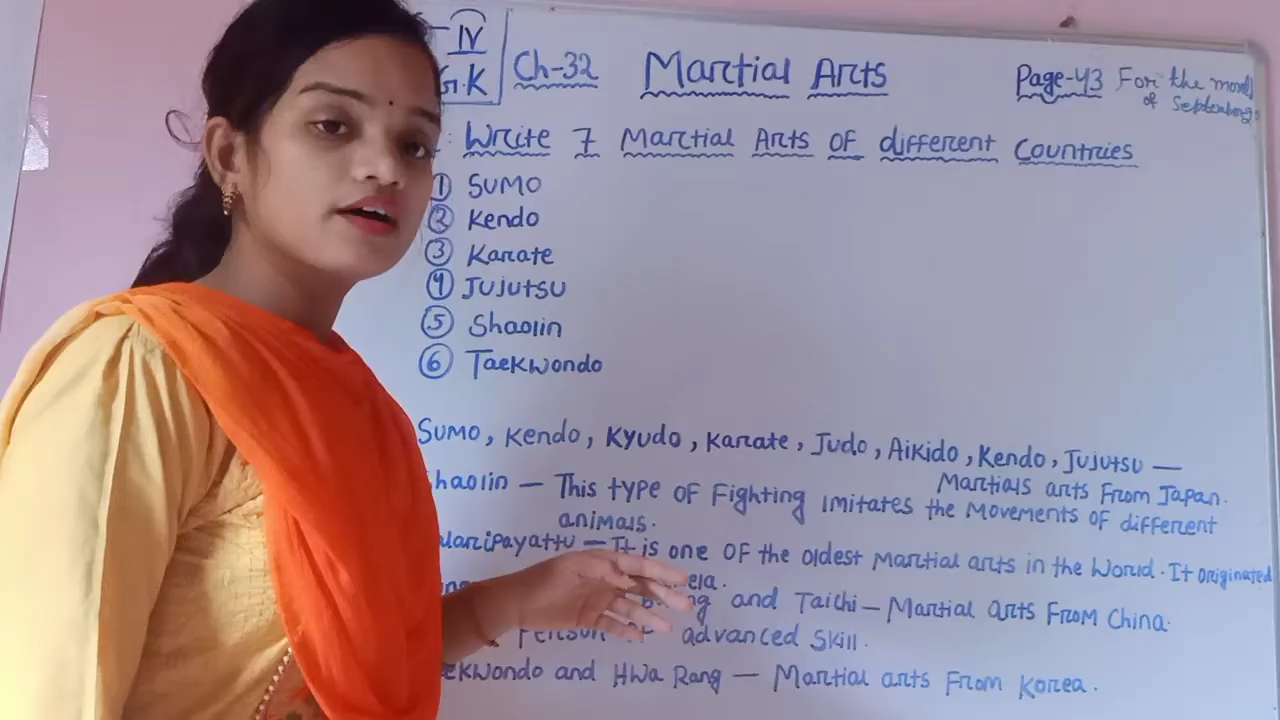 IV
G.K
Ch-32
Martial Arts
Page-43
For the month
of September
Write 7 Martial Arts of different Countries
① SUMO
② Kendo
③ Karate
④ JUJUTSU
⑤ Shaolin
⑥ Taekwondo
SUMO, Kendo, Kyudo, Karate, Judo, Aikido, Kendo, JUJUTSU —
Martials arts From Japan.
haolin — This type of Fighting imitates the movements of different
animals.
alaripayattu — It is one of the oldest Martial arts in the World. It originated
and Taichi — Martial arts From China.
Person of advanced skill.
ekwondo and Hwa Rang — Martial arts From Korea.